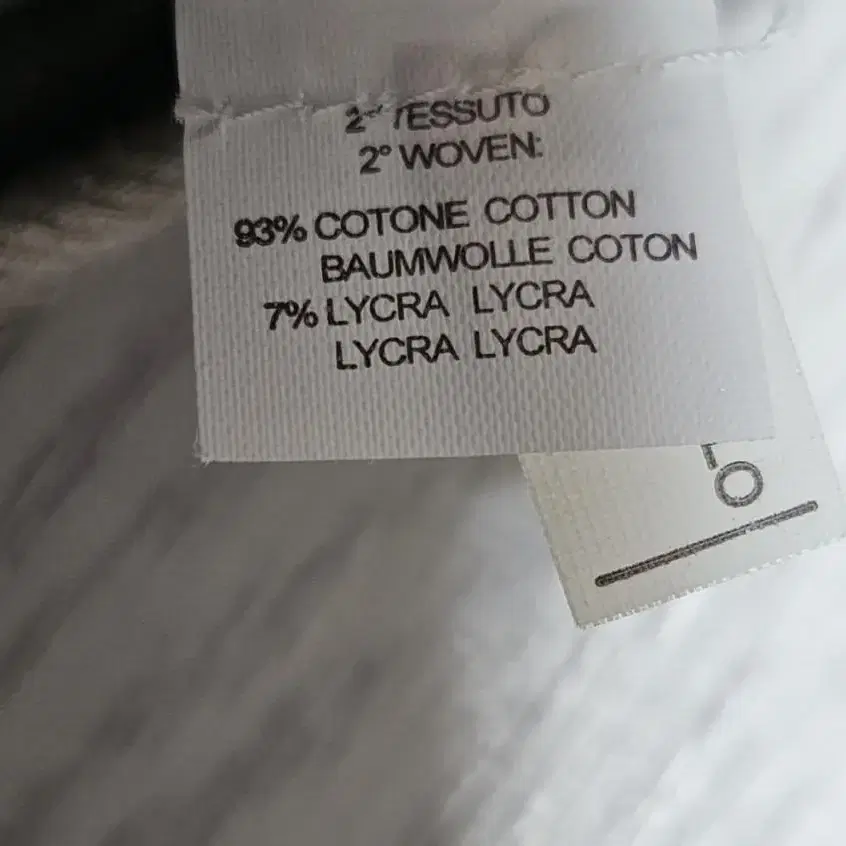 2° TESSUTO
2° WOVEN:
93% COTONE COTTON
BAUMWOLLE COTON
7% LYCRA LYCRA
LYCRA LYCRA